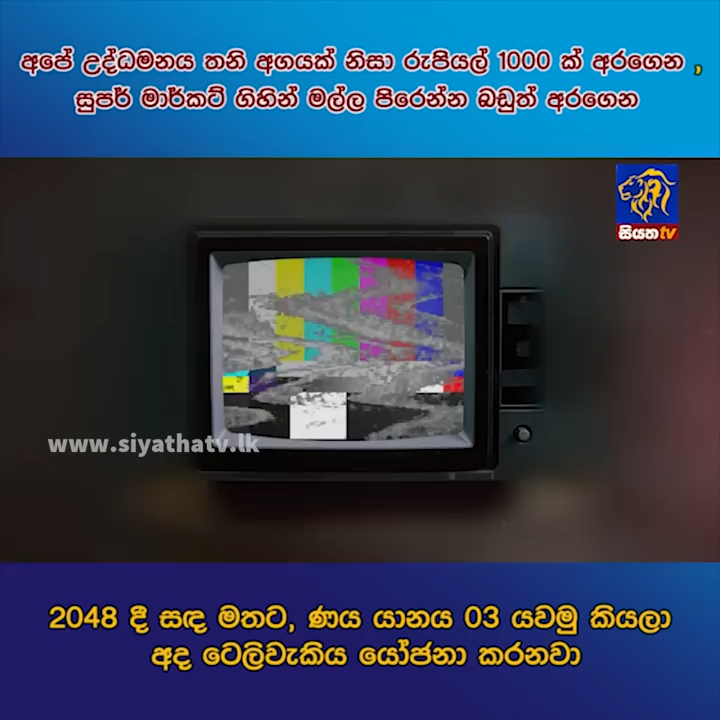 අපේ උද්ධමනය තනි අගයක් නිසා රුපියල් 1000 ක් අරගෙන ,
සුපර් මාර්කට් ගිහින් මල්ල පිරෙන්න බඩුත් අරගෙන
සියත tv
www.siyathatv.lk
2048 දී සඳ මතට, ණය යානය 03 යවමු කියලා
අද ටෙලිවැකිය යෝජනා කරනවා